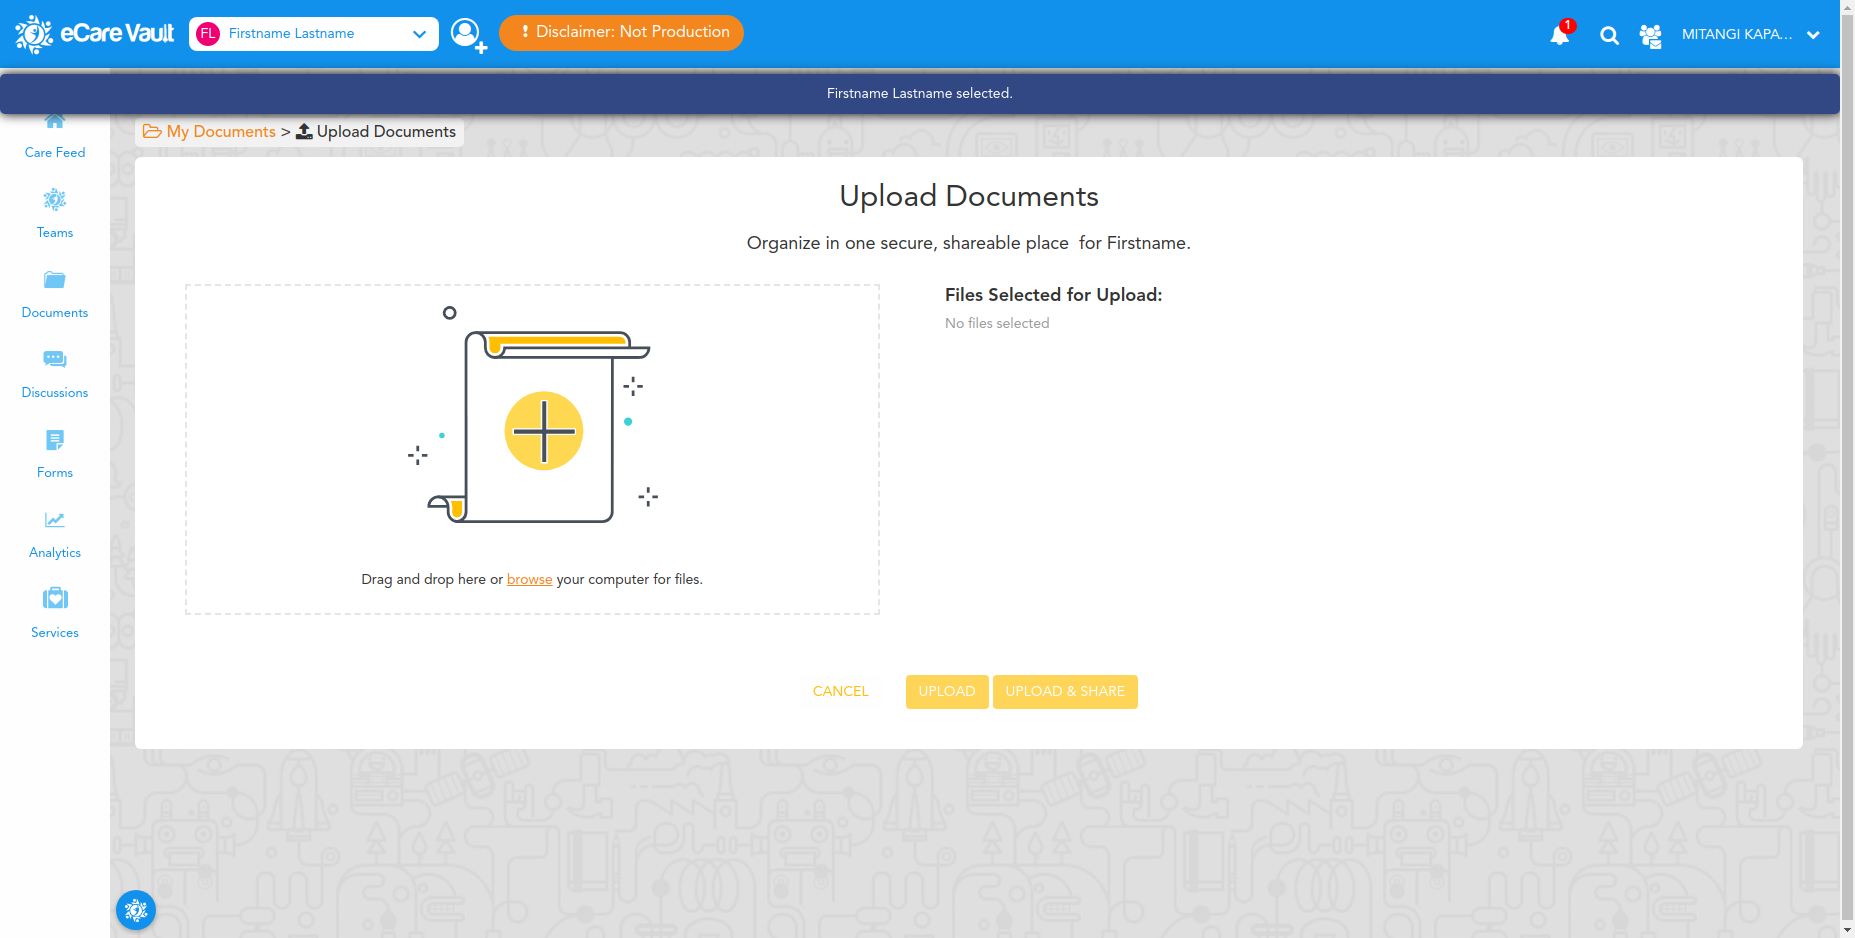 eCare Vault
FL Firstname Lastname
! Disclaimer: Not Production
1
MITANGI KAPA...
Firstname Lastname selected.
My Documents > Upload Documents
Care Feed
Teams
Documents
Discussions
Forms
Analytics
Services
Upload Documents
Organize in one secure, shareable place for Firstname.
Drag and drop here or browse your computer for files.
Files Selected for Upload:
No files selected
CANCEL
UPLOAD
UPLOAD & SHARE